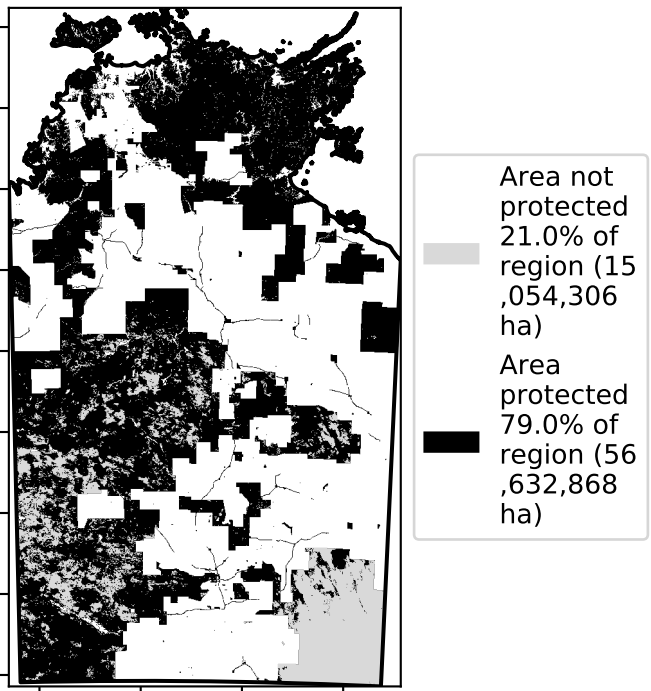 Area not
protected
21.0% of
region (15
,054,306
ha)
Area
protected
79.0% of
region (56
,632,868
ha)